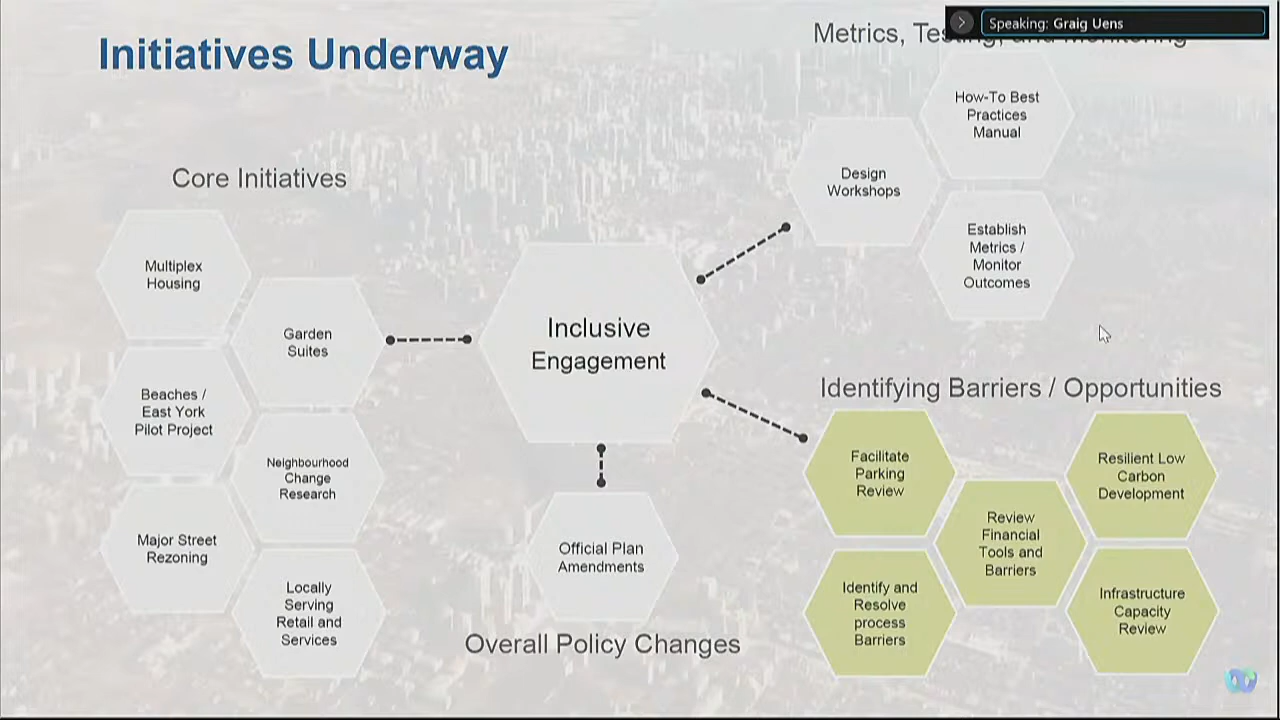 Speaking: Graig Uens
Initiatives Underway
Metrics, Testing, and Monitoring
How-To Best
Practices
Manual
Design
Workshops
Establish
Metrics /
Monitor
Outcomes
Core Initiatives
Multiplex
Housing
Garden
Suites
Beaches /
East York
Pilot Project
Neighbourhood
Change
Research
Major Street
Rezoning
Locally
Serving
Retail and
Services
Inclusive
Engagement
Official Plan
Amendments
Overall Policy Changes
Identifying Barriers / Opportunities
Facilitate
Parking
Review
Resilient Low
Carbon
Development
Review
Financial
Tools and
Barriers
Identify and
Resolve
process
Barriers
Infrastructure
Capacity
Review